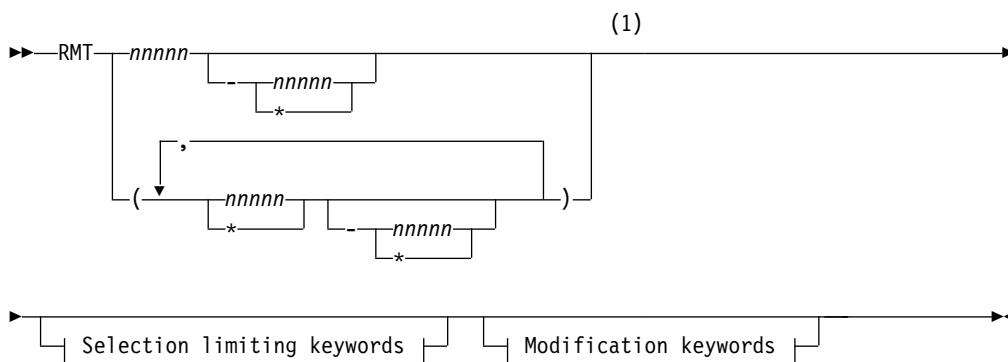 (1)
RMT nnnnn
- nnnnn
*
,
( nnnnn )
* - nnnnn
*
Selection limiting keywords Modification keywords